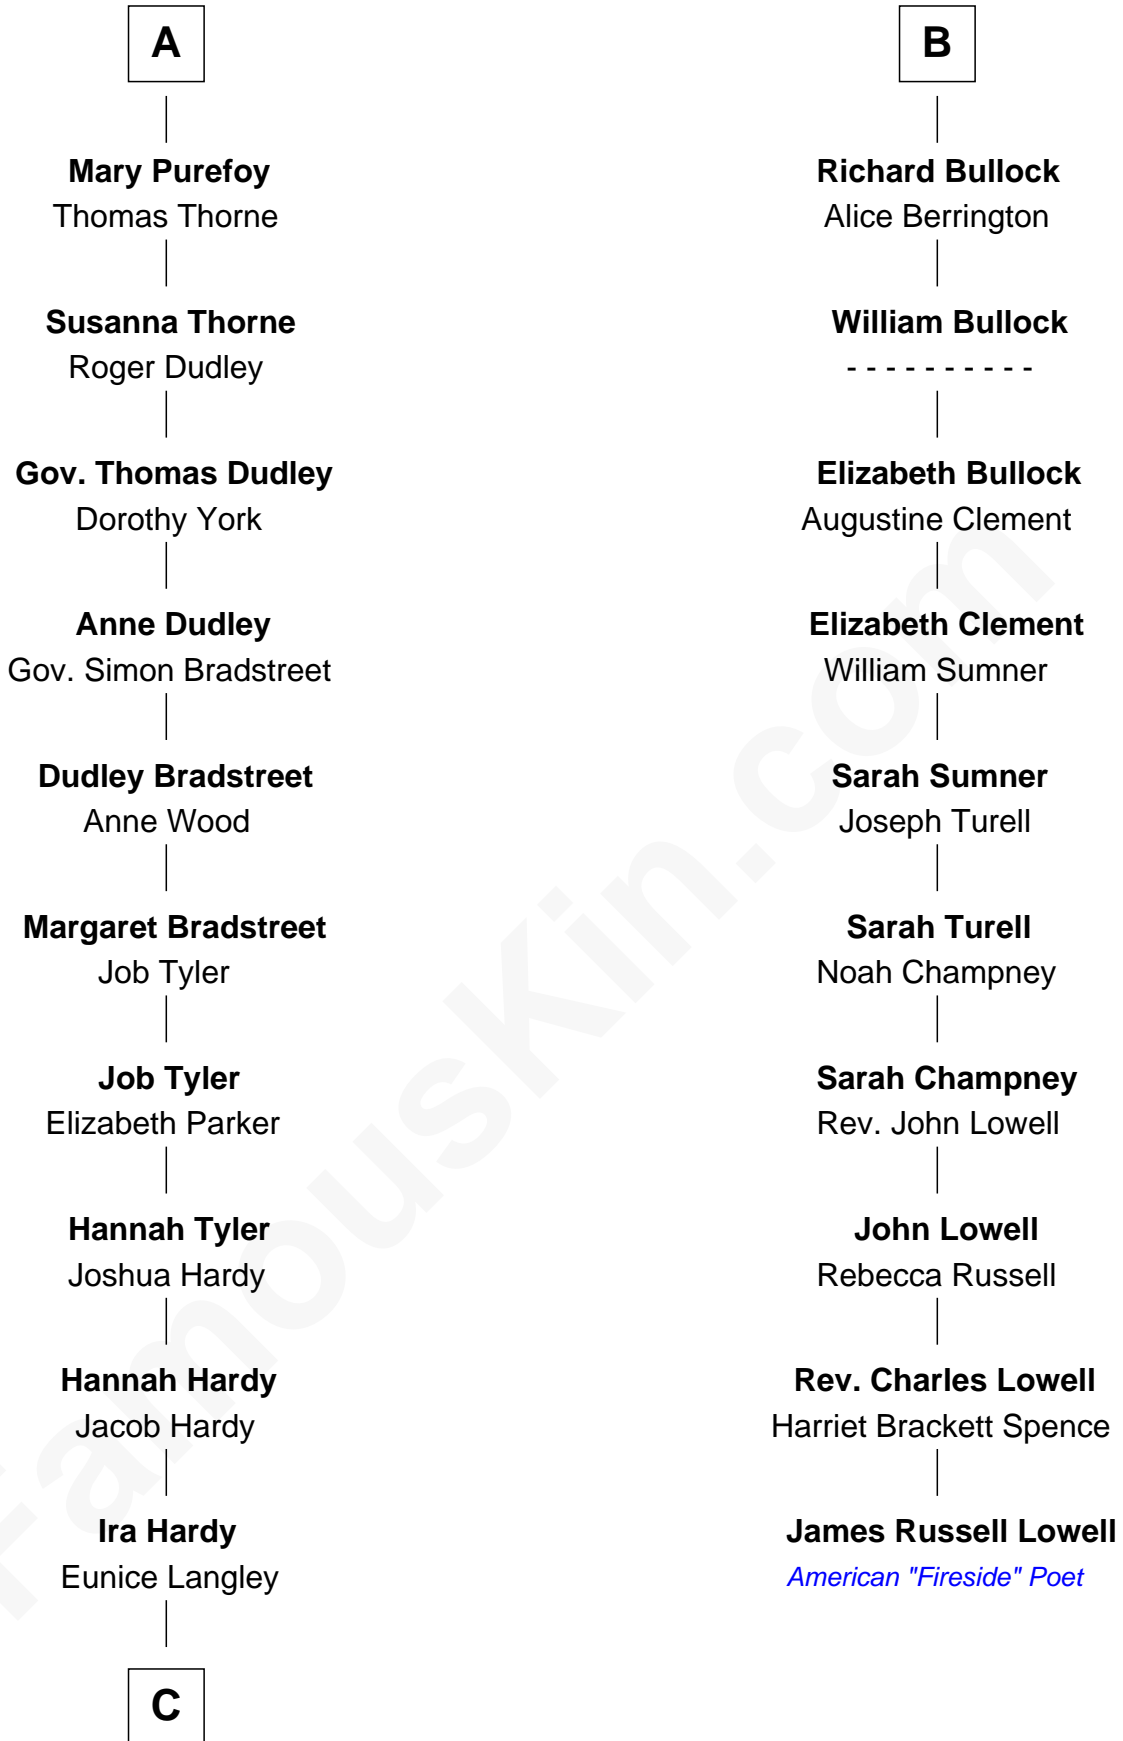 A
Mary Purefoy
Thomas Thorne
Susanna Thorne
Roger Dudley
Gov. Thomas Dudley
Dorothy York
Anne Dudley
Gov. Simon Bradstreet
Dudley Bradstreet
Anne Wood
Margaret Bradstreet
Job Tyler
Job Tyler
Elizabeth Parker
Hannah Tyler
Joshua Hardy
Hannah Hardy
Jacob Hardy
Ira Hardy
Eunice Langley
C
B
Richard Bullock
Alice Berrington
William Bullock
- - - - - - - - - -
Elizabeth Bullock
Augustine Clement
Elizabeth Clement
William Sumner
Sarah Sumner
Joseph Turell
Sarah Turell
Noah Champney
Sarah Champney
Rev. John Lowell
John Lowell
Rebecca Russell
Rev. Charles Lowell
Harriet Brackett Spence
James Russell Lowell
American "Fireside" Poet
FamousKin.com